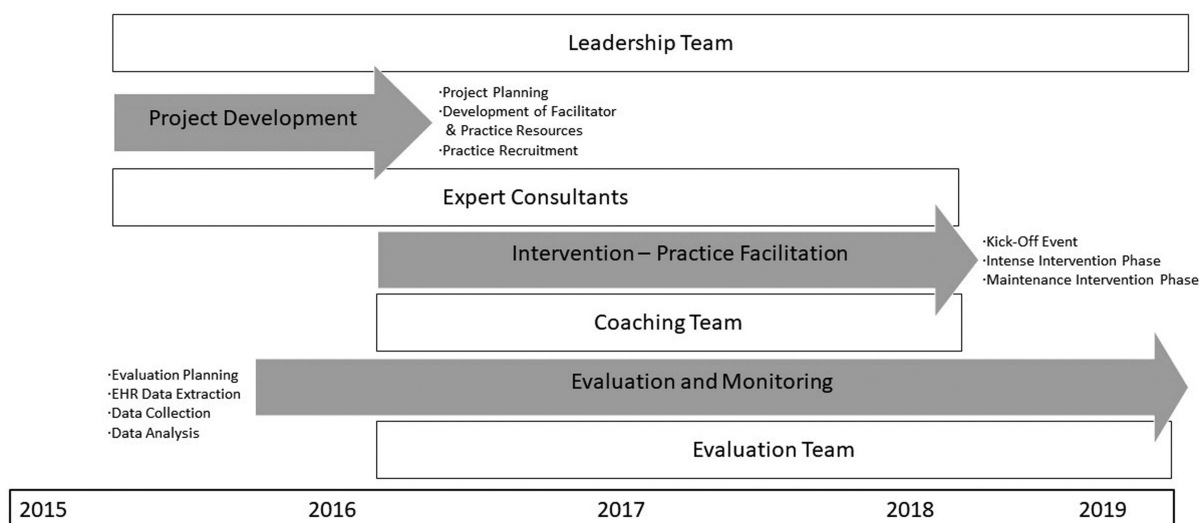 Leadership Team
Project Development
·Project Planning
·Development of Facilitator
& Practice Resources
·Practice Recruitment
Expert Consultants
Intervention – Practice Facilitation
·Kick-Off Event
·Intense Intervention Phase
·Maintenance Intervention Phase
Coaching Team
·Evaluation Planning
·EHR Data Extraction
·Data Collection
·Data Analysis
Evaluation and Monitoring
Evaluation Team
2015 2016 2017 2018 2019